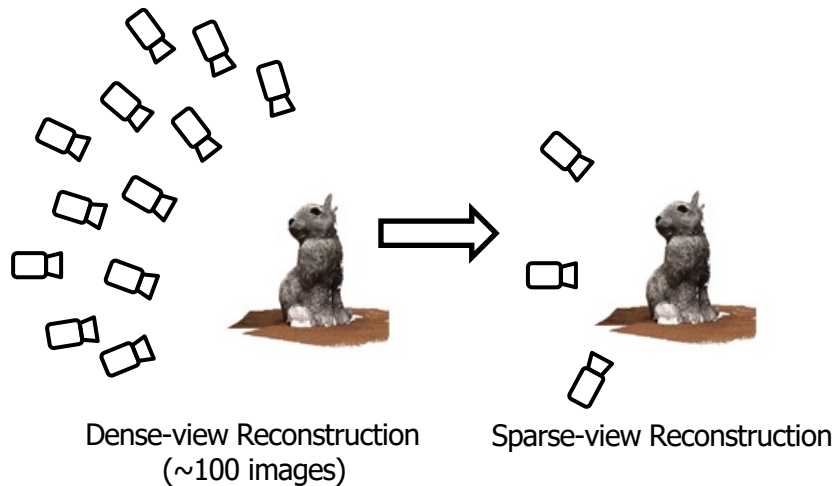 Dense-view Reconstruction
(~100 images)
Sparse-view Reconstruction